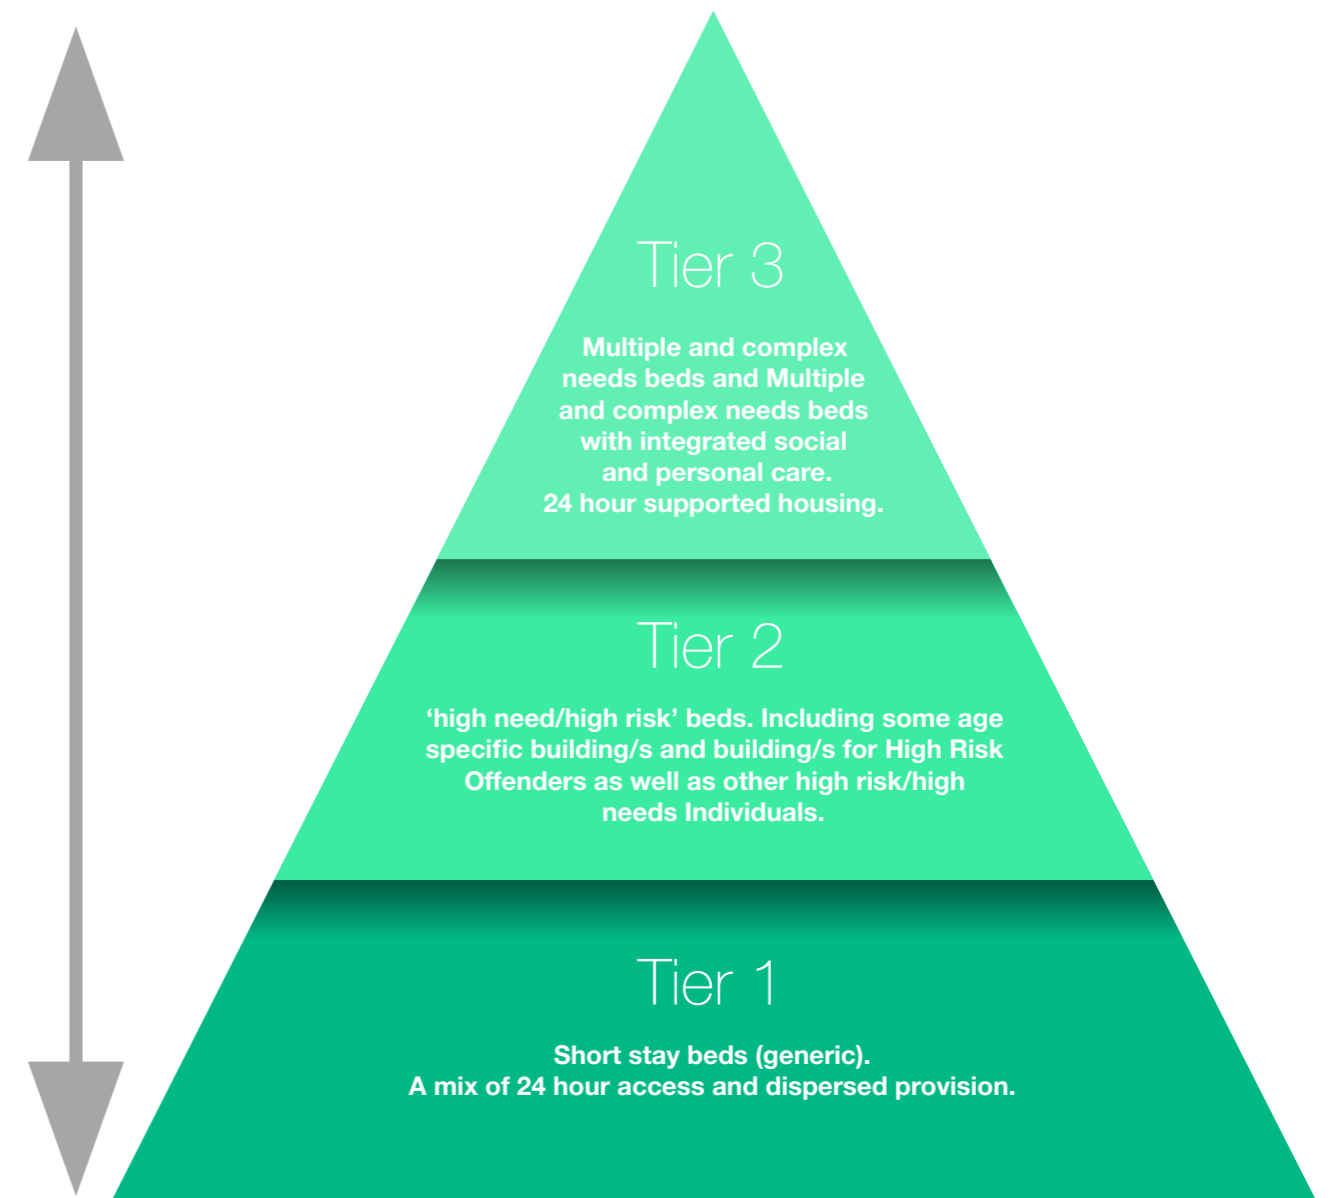 Tier 3
Multiple and complex
needs beds and Multiple
and complex needs beds
with integrated social
and personal care.
24 hour supported housing.
Tier 2
‘high need/high risk’ beds. Including some age
specific building/s and building/s for High Risk
Offenders as well as other high risk/high
needs Individuals.
Tier 1
Short stay beds (generic).
A mix of 24 hour access and dispersed provision.